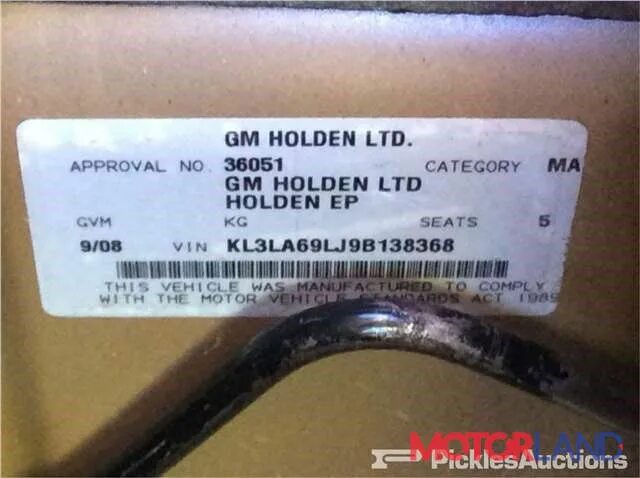 GM HOLDEN LTD.
APPROVAL NO. 36051 CATEGORY MA
GM HOLDEN LTD
HOLDEN EP
GVM KG SEATS 5
9/08 VIN KL3LA69LJ9B138368
THIS VEHICLE WAS MANUFACTURED TO COMPLY
WITH THE MOTOR VEHICLE STANDARDS ACT 1989
MOTORLAND
PicklesAuctions